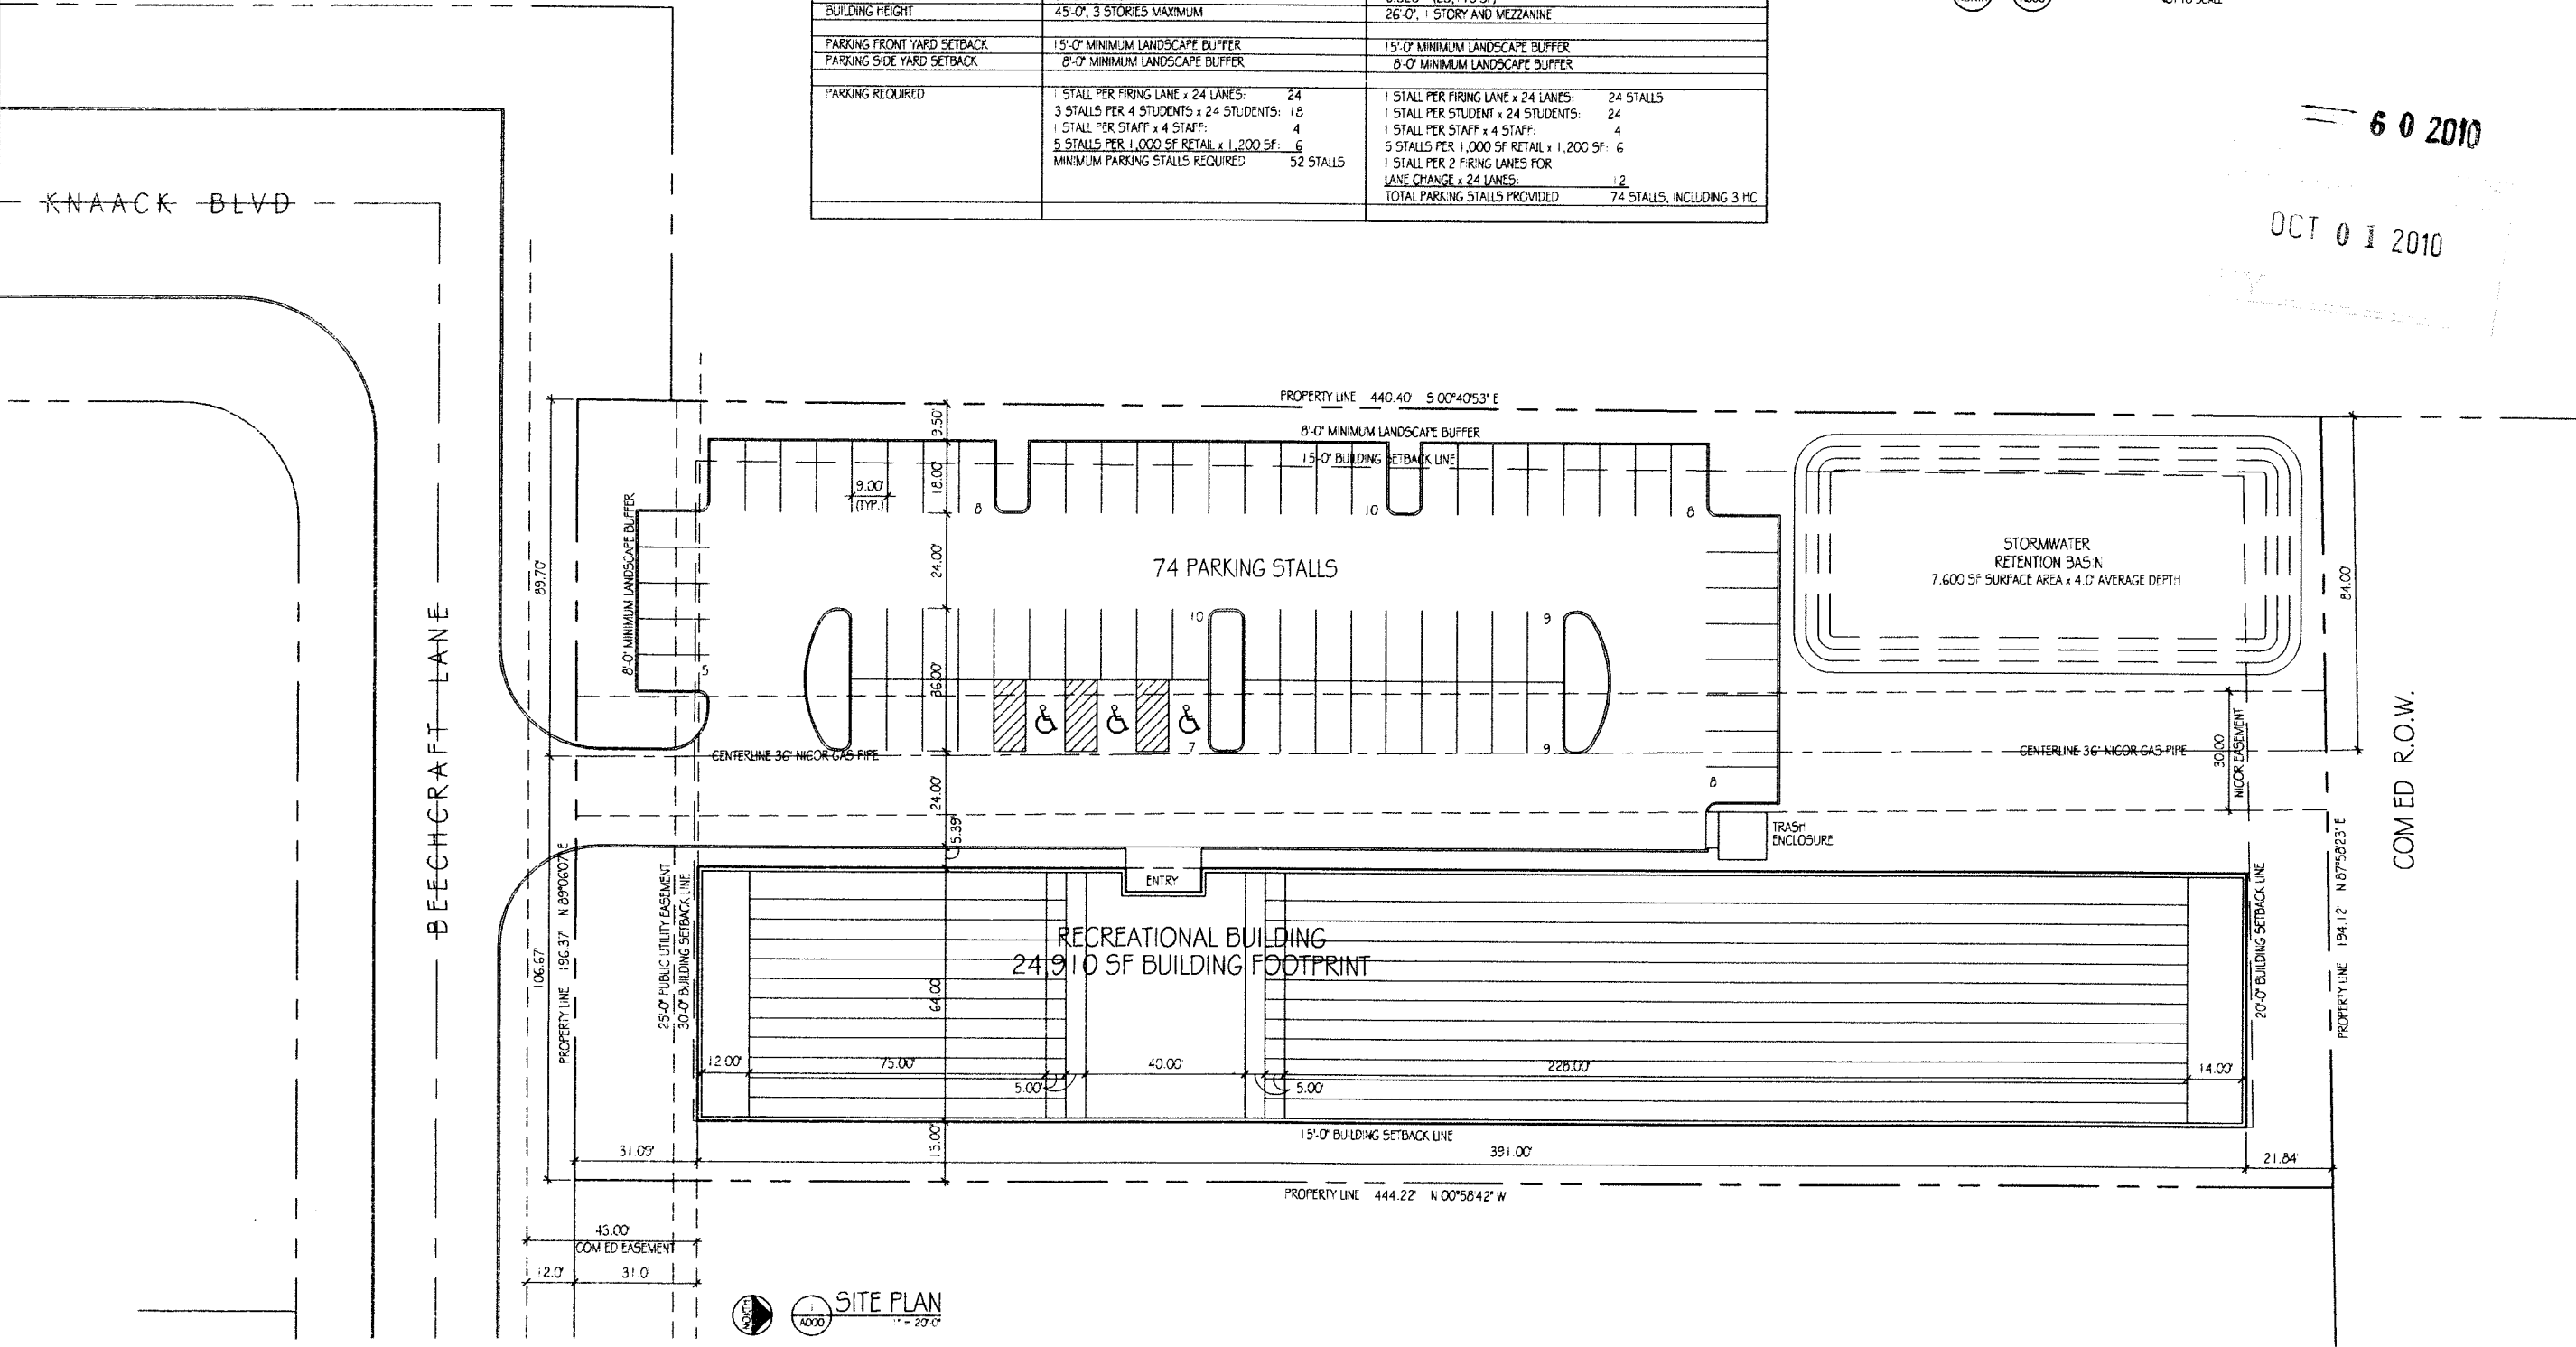 BUILDING HEIGHT 45'-0", 3 STORIES MAXIMUM 26'-0", 1 STORY AND MEZZANINE
PARKING FRONT YARD SETBACK 15'-0" MINIMUM LANDSCAPE BUFFER 15'-0" MINIMUM LANDSCAPE BUFFER
PARKING SIDE YARD SETBACK 8'-0" MINIMUM LANDSCAPE BUFFER 8'-0" MINIMUM LANDSCAPE BUFFER
PARKING REQUIRED
1 STALL PER FIRING LANE x 24 LANES: 24
3 STALLS PER 4 STUDENTS x 24 STUDENTS: 18
1 STALL PER STAFF x 4 STAFF: 4
5 STALLS PER 1,000 SF RETAIL x 1,200 SF: 6
MINIMUM PARKING STALLS REQUIRED 52 STALLS
1 STALL PER FIRING LANE x 24 LANES: 24 STALLS
1 STALL PER STUDENT x 24 STUDENTS: 24
1 STALL PER STAFF x 4 STAFF: 4
5 STALLS PER 1,000 SF RETAIL x 1,200 SF: 6
1 STALL PER 2 FIRING LANES FOR
LANE CHANGE x 24 LANES: 12
TOTAL PARKING STALLS PROVIDED 74 STALLS, INCLUDING 3 HC
6 0 2010
OCT 0 1 2010
KNAACK BLVD
BEECHCRAFT LANE
PROPERTY LINE 440.40' S 00°40'53" E
8'-0" MINIMUM LANDSCAPE BUFFER
15'-0" BUILDING SETBACK LINE
9.50'
18.00'
9.00'
(TYP.)
8
10
8
8'-0" MINIMUM LANDSCAPE BUFFER
89.70'
24.00'
74 PARKING STALLS
STORMWATER
RETENTION BASIN
7,600 SF SURFACE AREA x 4.0' AVERAGE DEPTH
84.00'
5
10
9
36.00'
7
9
8
CENTERLINE 36" NICOR GAS PIPE
CENTERLINE 36" NICOR GAS PIPE
30.00'
NICOR EASEMENT
COM ED R.O.W.
24.00'
5.39'
TRASH
ENCLOSURE
ENTRY
106.67'
PROPERTY LINE 196.37' N 89°06'07" E
25'-0" PUBLIC UTILITY EASEMENT
30'-0" BUILDING SETBACK LINE
RECREATIONAL BUILDING
24,910 SF BUILDING FOOTPRINT
64.00'
20'-0" BUILDING SETBACK LINE
PROPERTY LINE 194.12' N 87°58'23" E
12.00'
75.00'
5.00'
40.00'
5.00'
228.00'
14.00'
15.00'
15'-0" BUILDING SETBACK LINE
31.09'
391.00'
21.84'
PROPERTY LINE 444.22' N 00°58'42" W
43.00'
COM ED EASEMENT
12.0'
31.0
NORTH
1
A000
SITE PLAN
1" = 20'-0"